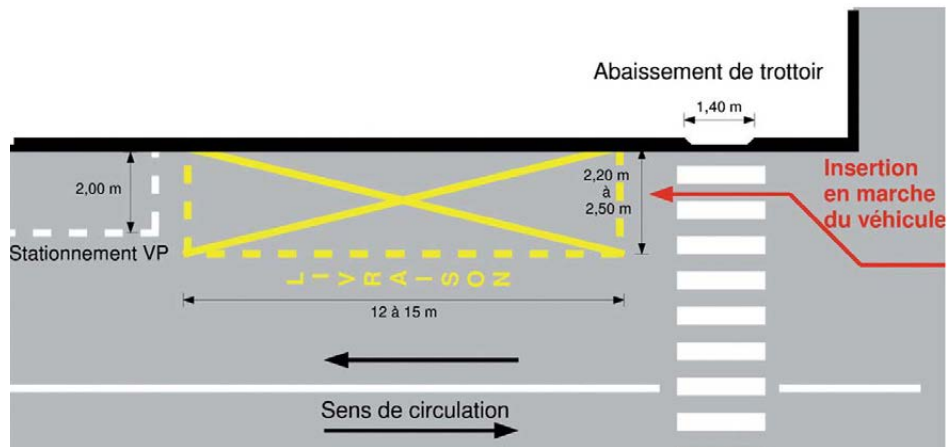 Abaissement de trottoir
1,40 m
2,00 m
2,20 m
à
2,50 m
Insertion
en marche
du véhicule
Stationnement VP
LIVRAISON
12 à 15 m
Sens de circulation